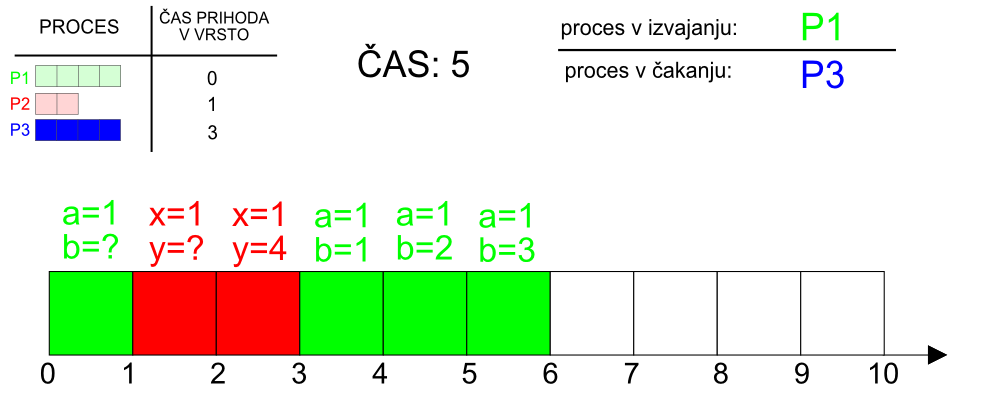 PROCES
ČAS PRIHODA
V VRSTO
P1
0
P2
1
P3
3
ČAS: 5
proces v izvajanju:
P1
proces v čakanju:
P3
a=1
b=?
x=1
y=?
x=1
y=4
a=1
b=1
a=1
b=2
a=1
b=3
0 1 2 3 4 5 6 7 8 9 10